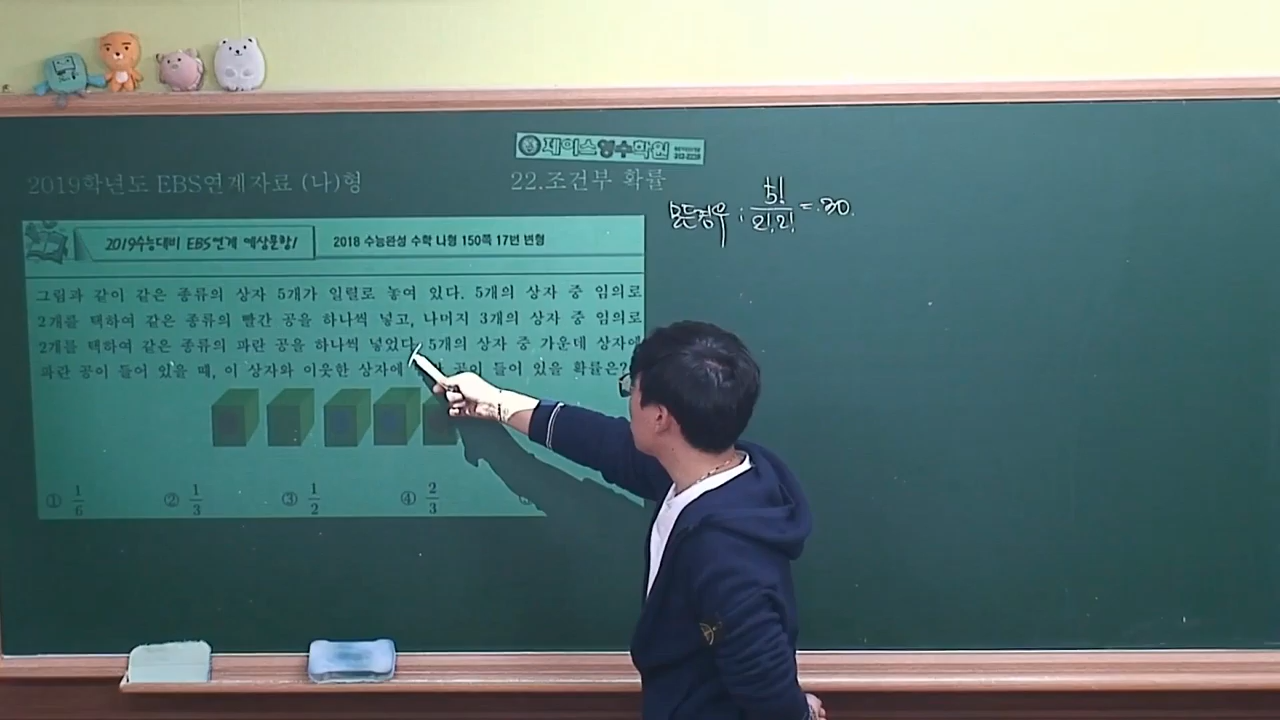 제이스영수학원
2019학년도 EBS연계자료 (나)형
22.조건부 확률
모든경우 : 5!/2!2! = 30.
2019수능대비 EBS연계 예상문항!
2018 수능완성 수학 나형 150쪽 17번 변형
그림과 같이 같은 종류의 상자 5개가 일렬로 놓여 있다. 5개의 상자 중 임의로
2개를 택하여 같은 종류의 빨간 공을 하나씩 넣고, 나머지 3개의 상자 중 임의로
2개를 택하여 같은 종류의 파란 공을 하나씩 넣었다. 5개의 상자 중 가운데 상자에
파란 공이 들어 있을 때, 이 상자와 이웃한 상자에 공이 들어 있을 확률은?
① 1/6 ② 1/3 ③ 1/2 ④ 2/3